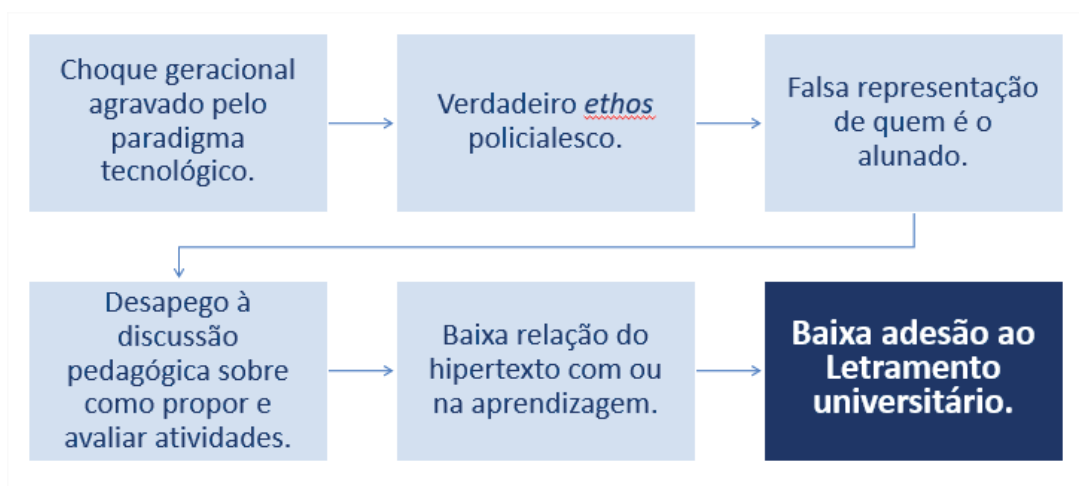 Choque geracional
agravado pelo
paradigma
tecnológico.
Verdadeiro ethos
policialesco.
Falsa representação
de quem é o
alunado.
Desapego à
discussão
pedagógica sobre
como propor e
avaliar atividades.
Baixa relação do
hipertexto com ou
na aprendizagem.
Baixa adesão ao
Letramento
universitário.